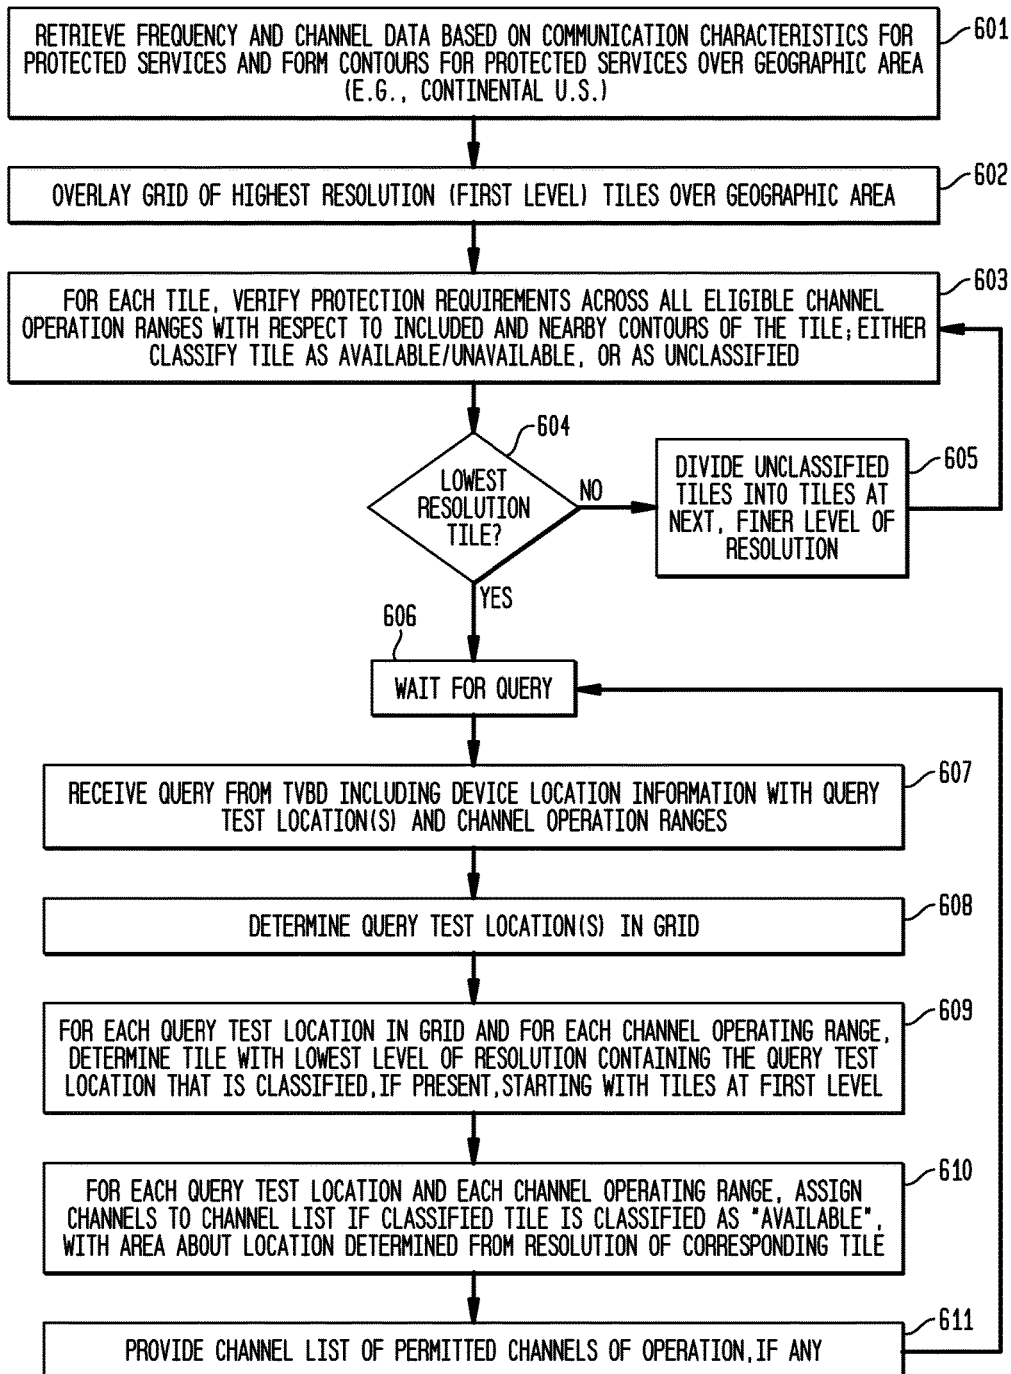 RETRIEVE FREQUENCY AND CHANNEL DATA BASED ON COMMUNICATION CHARACTERISTICS FOR
PROTECTED SERVICES AND FORM CONTOURS FOR PROTECTED SERVICES OVER GEOGRAPHIC AREA
(E.G., CONTINENTAL U.S.)
601
OVERLAY GRID OF HIGHEST RESOLUTION (FIRST LEVEL) TILES OVER GEOGRAPHIC AREA
602
FOR EACH TILE, VERIFY PROTECTION REQUIREMENTS ACROSS ALL ELIGIBLE CHANNEL
OPERATION RANGES WITH RESPECT TO INCLUDED AND NEARBY CONTOURS OF THE TILE; EITHER
CLASSIFY TILE AS AVAILABLE/UNAVAILABLE, OR AS UNCLASSIFIED
603
604
LOWEST
RESOLUTION
TILE?
NO
YES
DIVIDE UNCLASSIFIED
TILES INTO TILES AT
NEXT, FINER LEVEL OF
RESOLUTION
605
606
WAIT FOR QUERY
RECEIVE QUERY FROM TVBD INCLUDING DEVICE LOCATION INFORMATION WITH QUERY
TEST LOCATION(S) AND CHANNEL OPERATION RANGES
607
DETERMINE QUERY TEST LOCATION(S) IN GRID
608
FOR EACH QUERY TEST LOCATION IN GRID AND FOR EACH CHANNEL OPERATING RANGE,
DETERMINE TILE WITH LOWEST LEVEL OF RESOLUTION CONTAINING THE QUERY TEST
LOCATION THAT IS CLASSIFIED, IF PRESENT, STARTING WITH TILES AT FIRST LEVEL
609
FOR EACH QUERY TEST LOCATION AND EACH CHANNEL OPERATING RANGE, ASSIGN
CHANNELS TO CHANNEL LIST IF CLASSIFIED TILE IS CLASSIFIED AS "AVAILABLE",
WITH AREA ABOUT LOCATION DETERMINED FROM RESOLUTION OF CORRESPONDING TILE
610
PROVIDE CHANNEL LIST OF PERMITTED CHANNELS OF OPERATION, IF ANY
611